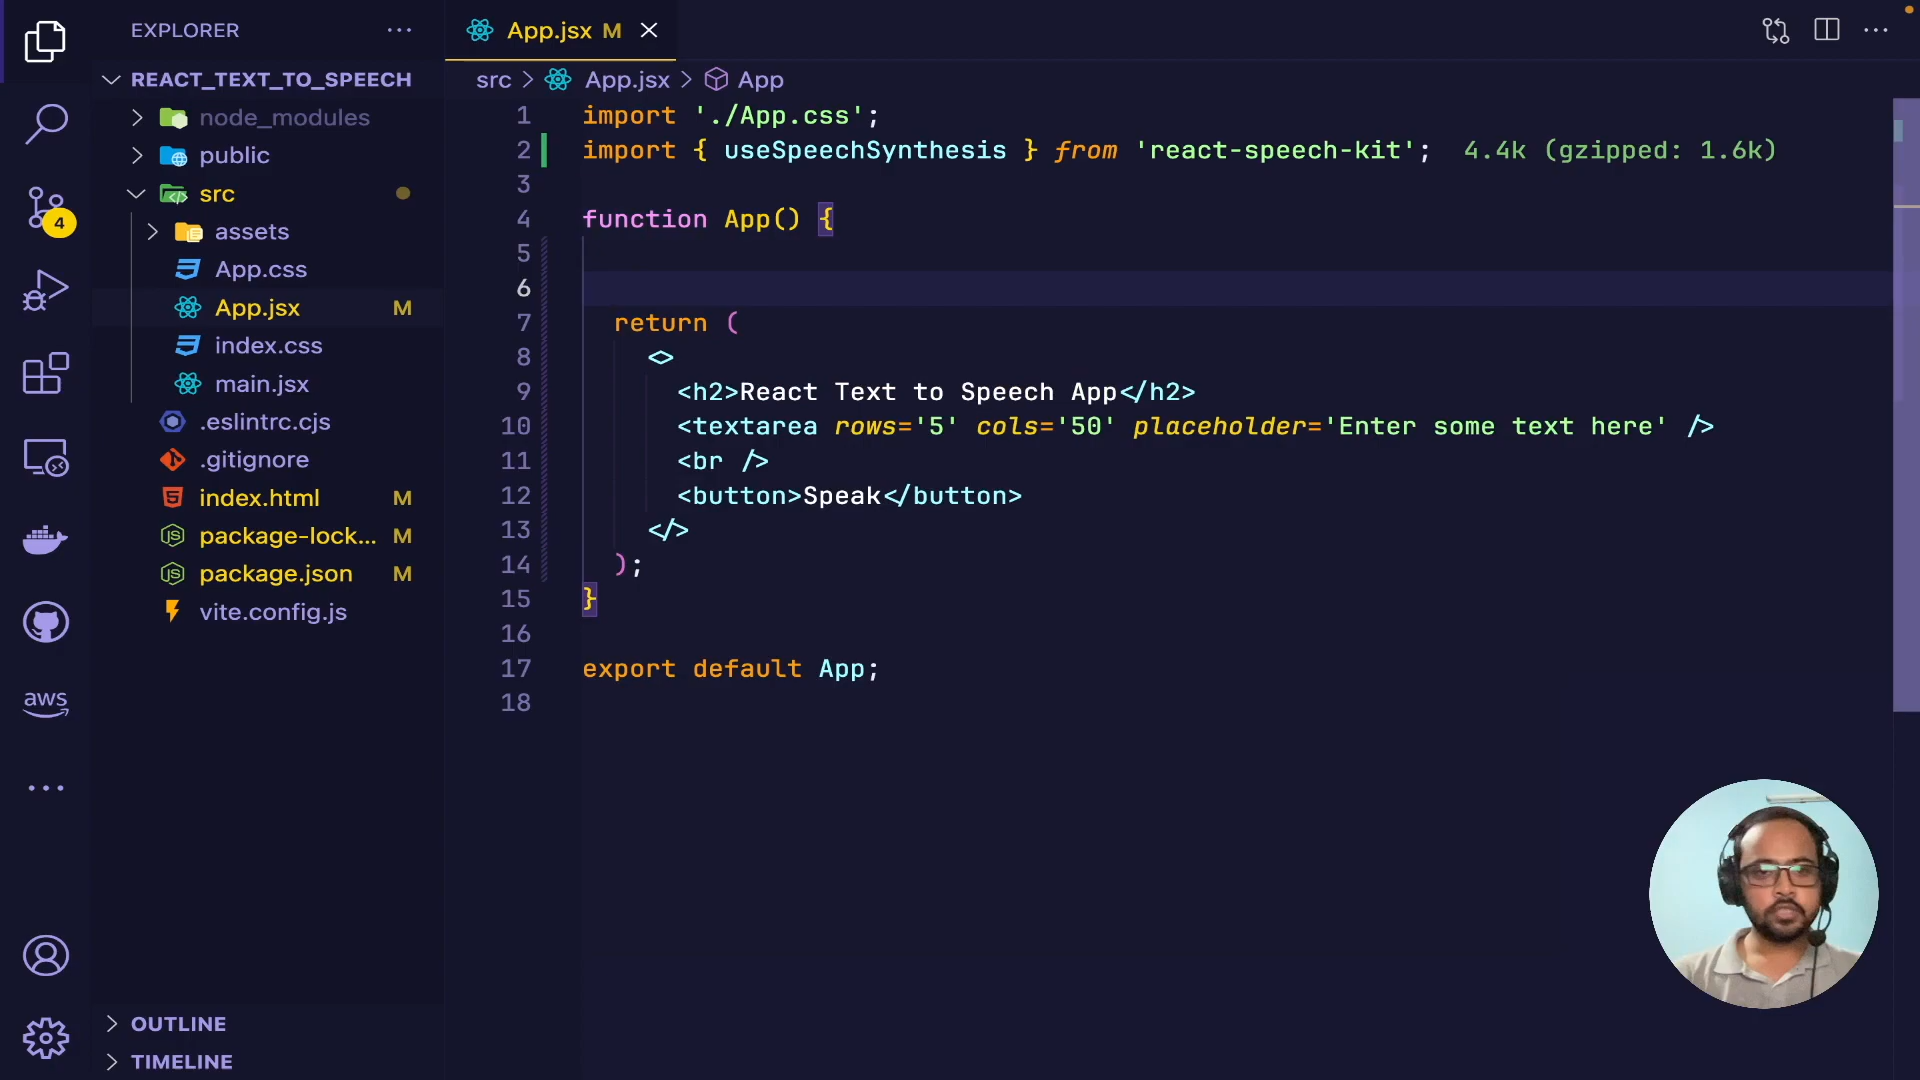 EXPLORER
REACT_TEXT_TO_SPEECH
node_modules
public
src
assets
App.css
App.jsx M
index.css
main.jsx
.eslintrc.cjs
.gitignore
index.html M
package-lock... M
package.json M
vite.config.js
OUTLINE
TIMELINE
4
aws
App.jsx M
src > App.jsx > App
1 import './App.css';
2 import { useSpeechSynthesis } from 'react-speech-kit'; 4.4k (gzipped: 1.6k)
3
4 function App() {
5
6
7 return (
8 <>
9 <h2>React Text to Speech App</h2>
10 <textarea rows='5' cols='50' placeholder='Enter some text here' />
11 <br />
12 <button>Speak</button>
13 </>
14 );
15 }
16
17 export default App;
18